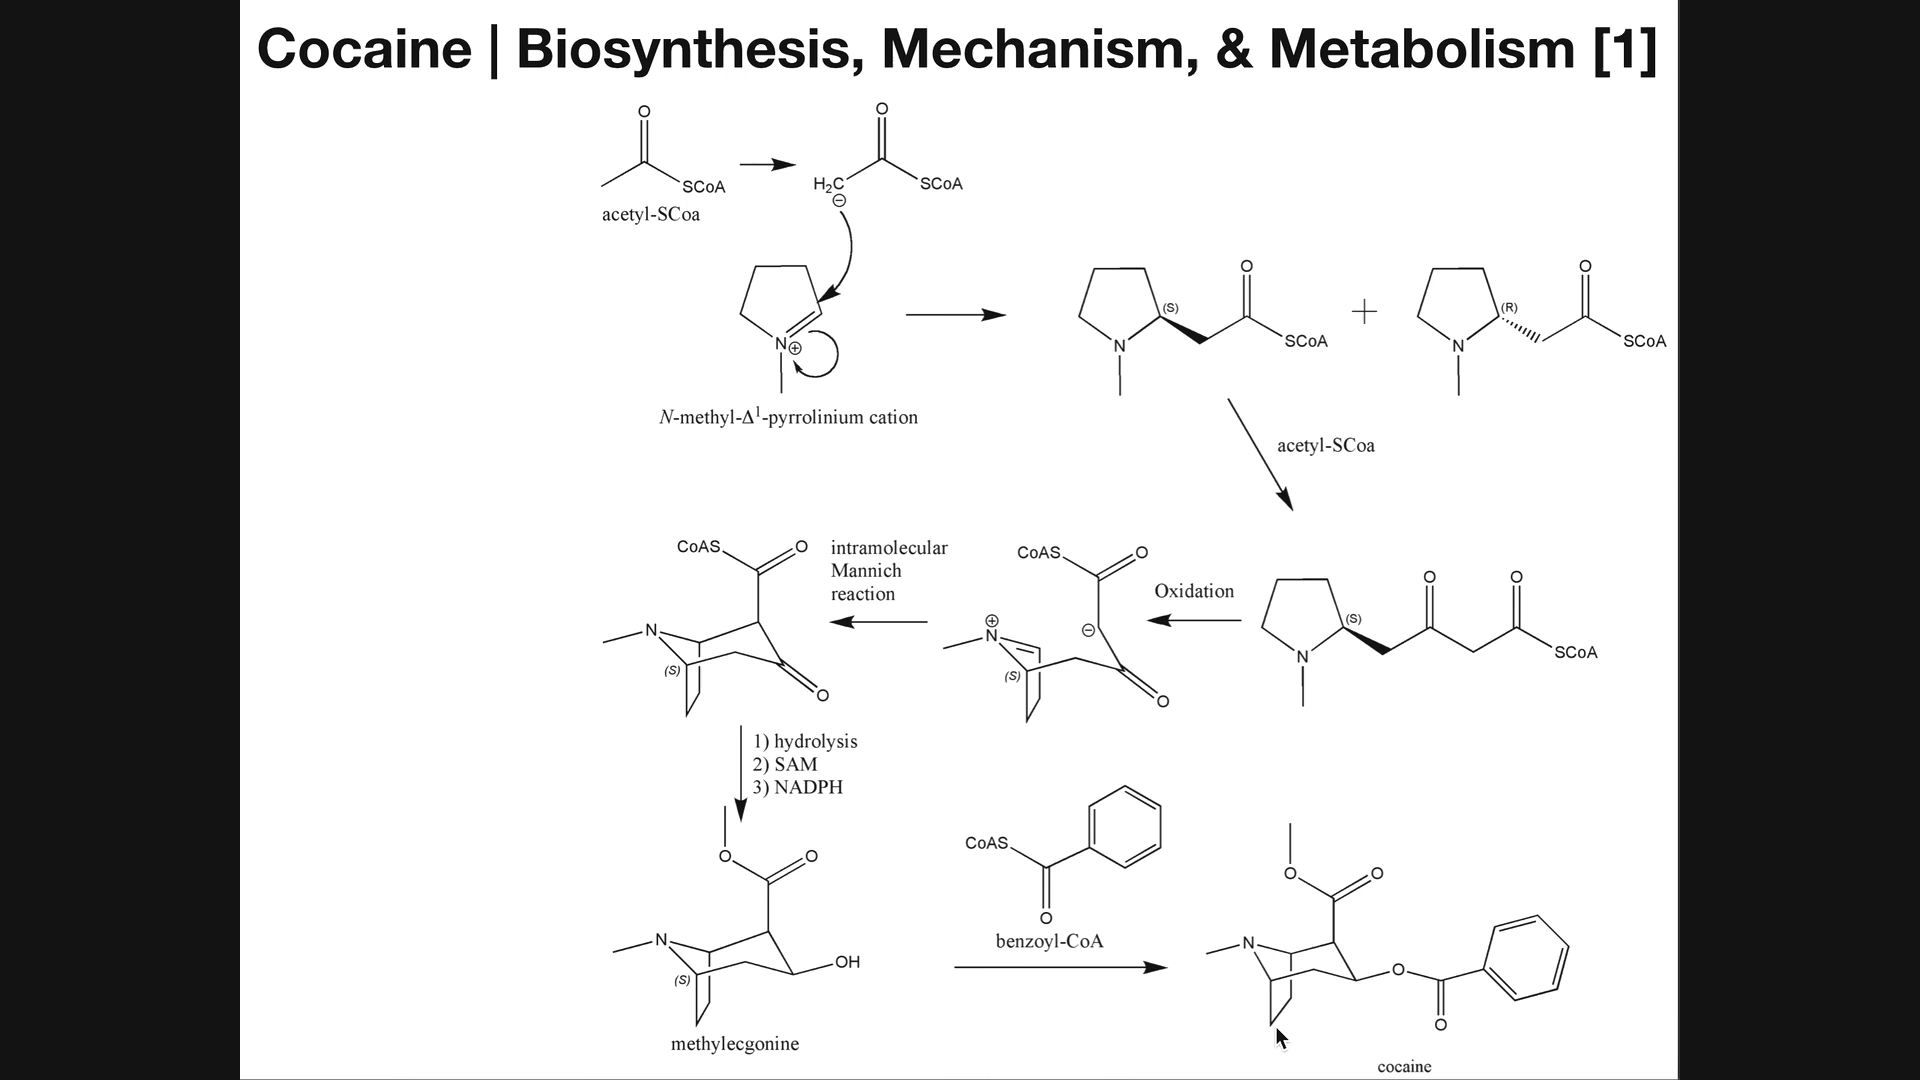 Cocaine | Biosynthesis, Mechanism, & Metabolism [1]
O
O
SCoA
H₂C
⊖
SCoA
acetyl-SCoa
N
⊕
N-methyl-Δ¹-pyrrolinium cation
O
(S)
N
SCoA
+
O
(R)
N
SCoA
acetyl-SCoa
CoAS
O
N
(S)
O
intramolecular
Mannich
reaction
CoAS
O
⊕
N
⊖
(S)
O
Oxidation
O
O
(S)
N
SCoA
1) hydrolysis
2) SAM
3) NADPH
O
O
N
OH
(S)
methylecgonine
CoAS
O
benzoyl-CoA
O
O
N
O
O
cocaine